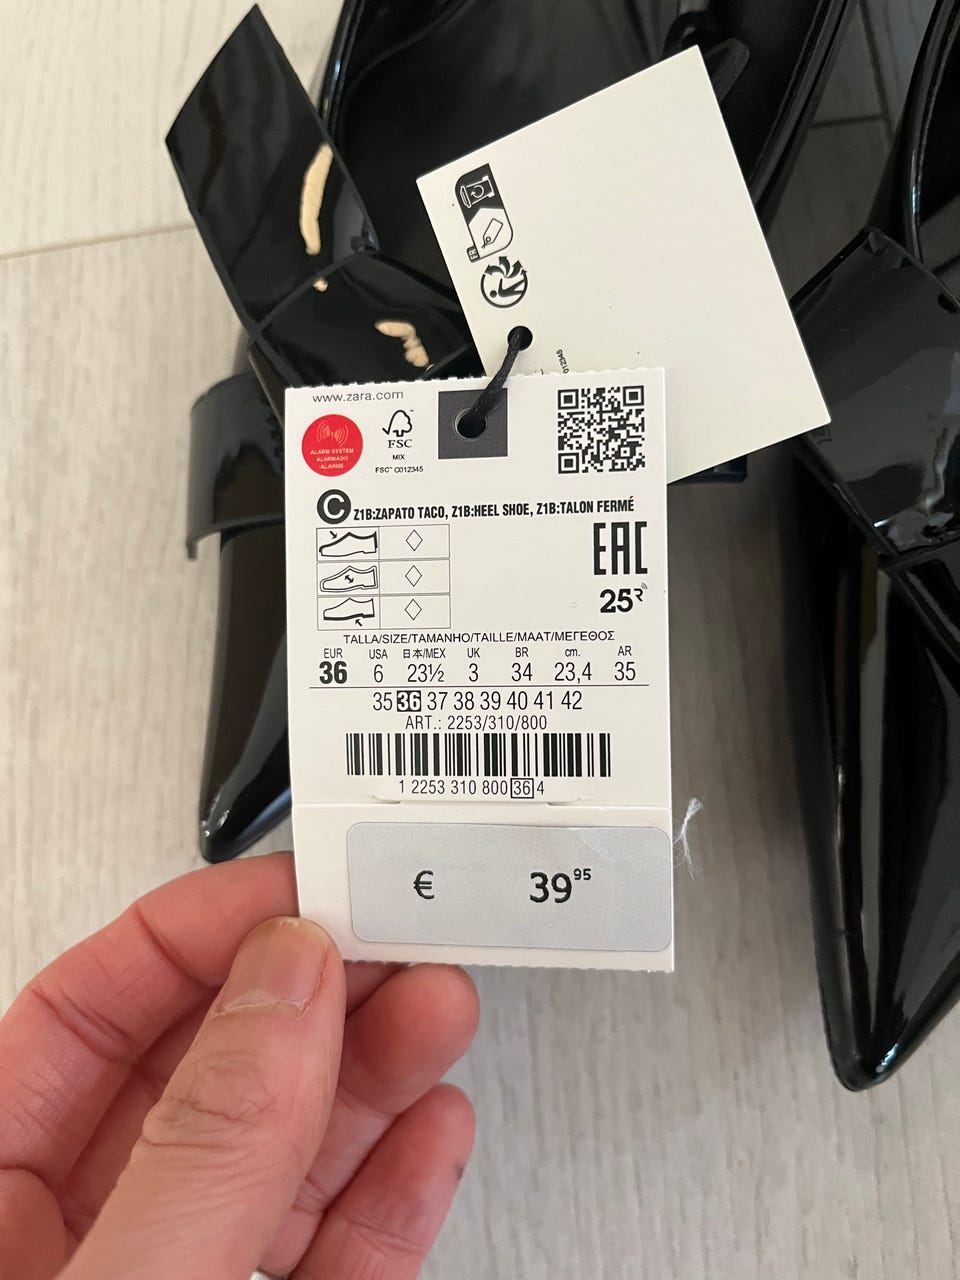 www.zara.com
ALARM SYSTEM
ALARMADO
ALARME
FSC™
MIX
FSC™ C012345
C Z1B:ZAPATO TACO, Z1B:HEEL SHOE, Z1B:TALON FERMÉ
EAC
25
TALLA/SIZE/TAMANHO/TAILLE/MAAT/ΜΕΓΕΘΟΣ
EUR USA 日本/MEX UK BR cm. AR
36 6 23½ 3 34 23,4 35
35 36 37 38 39 40 41 42
ART.: 2253/310/800
1 2253 310 800 36 4
€ 39 95